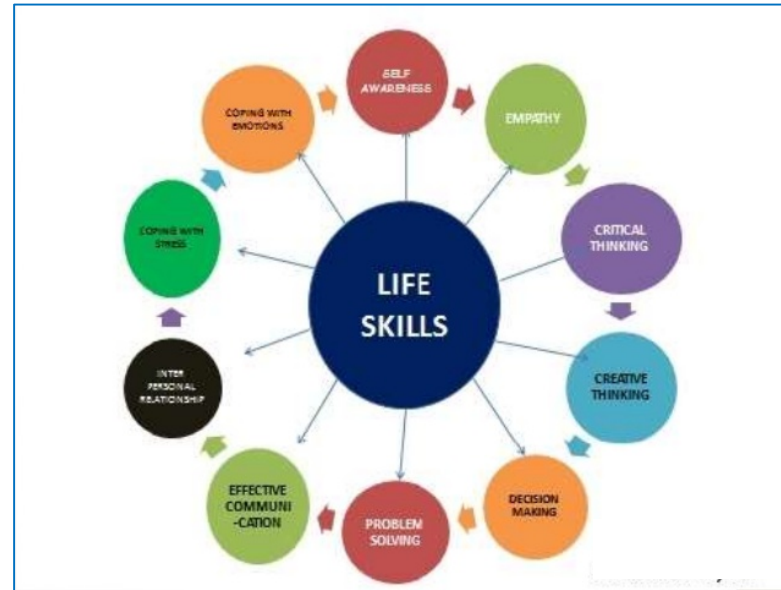 LIFE
SKILLS
SELF
AWARENESS
EMPATHY
CRITICAL
THINKING
CREATIVE
THINKING
DECISION
MAKING
PROBLEM
SOLVING
EFFECTIVE
COMMUNI
-CATION
INTER
PERSONAL
RELATIONSHIP
COPING WITH
STRESS
COPING WITH
EMOTIONS